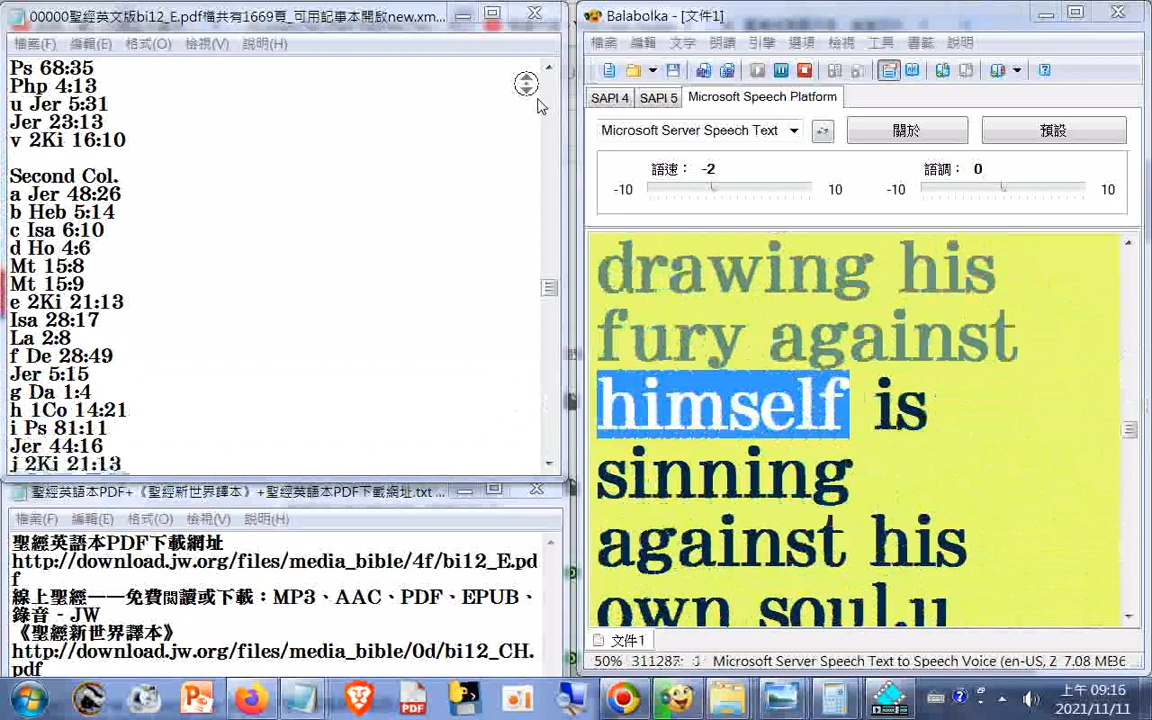 00000聖經英文版bi12_E.pdf檔共有1669頁_可用記事本開啟new.xm...
檔案(F) 編輯(E) 格式(O) 檢視(V) 說明(H)
Ps 68:35
Php 4:13
u Jer 5:31
Jer 23:13
v 2Ki 16:10
Second Col.
a Jer 48:26
b Heb 5:14
c Isa 6:10
d Ho 4:6
Mt 15:8
Mt 15:9
e 2Ki 21:13
Isa 28:17
La 2:8
f De 28:49
Jer 5:15
g Da 1:4
h 1Co 14:21
i Ps 81:11
Jer 44:16
j 2Ki 21:13
聖經英語本PDF+《聖經新世界譯本》+聖經英語本PDF下載網址.txt ...
檔案(F) 編輯(E) 格式(O) 檢視(V) 說明(H)
聖經英語本PDF下載網址
http://download.jw.org/files/media_bible/4f/bi12_E.pd
f
線上聖經——免費閱讀或下載：MP3、AAC、PDF、EPUB、
錄音 - JW
《聖經新世界譯本》
http://download.jw.org/files/media_bible/0d/bi12_CH.
pdf
Balabolka - [文件1]
檔案 編輯 文字 朗讀 引擎 選項 檢視 工具 書籤 說明
SAPI 4 SAPI 5 Microsoft Speech Platform
Microsoft Server Speech Text 關於 預設
語速： -2 語調： 0
-10 10 -10 10
drawing his
fury against
himself is
sinning
against his
own soul.u
文件1
50% Microsoft Server Speech Text to Speech Voice (en-US, Z 7.08 MB
上午 09:16
2021/11/11